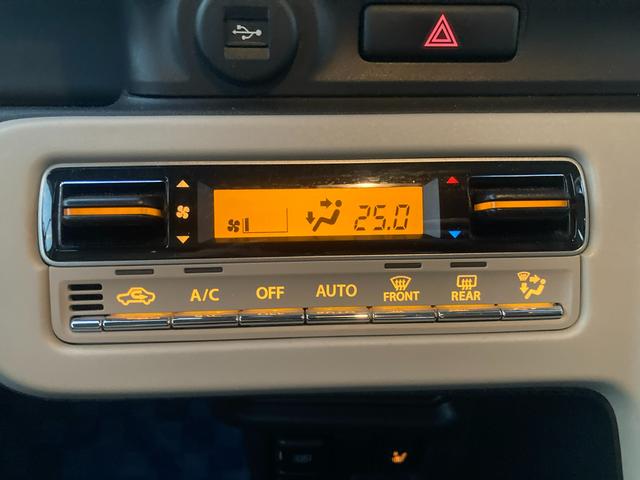 25.0
A/C OFF AUTO FRONT REAR